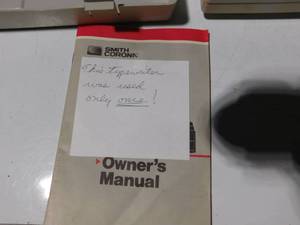 SMITH
CORONA
This typewriter
was used
only once!
Owner's
Manual